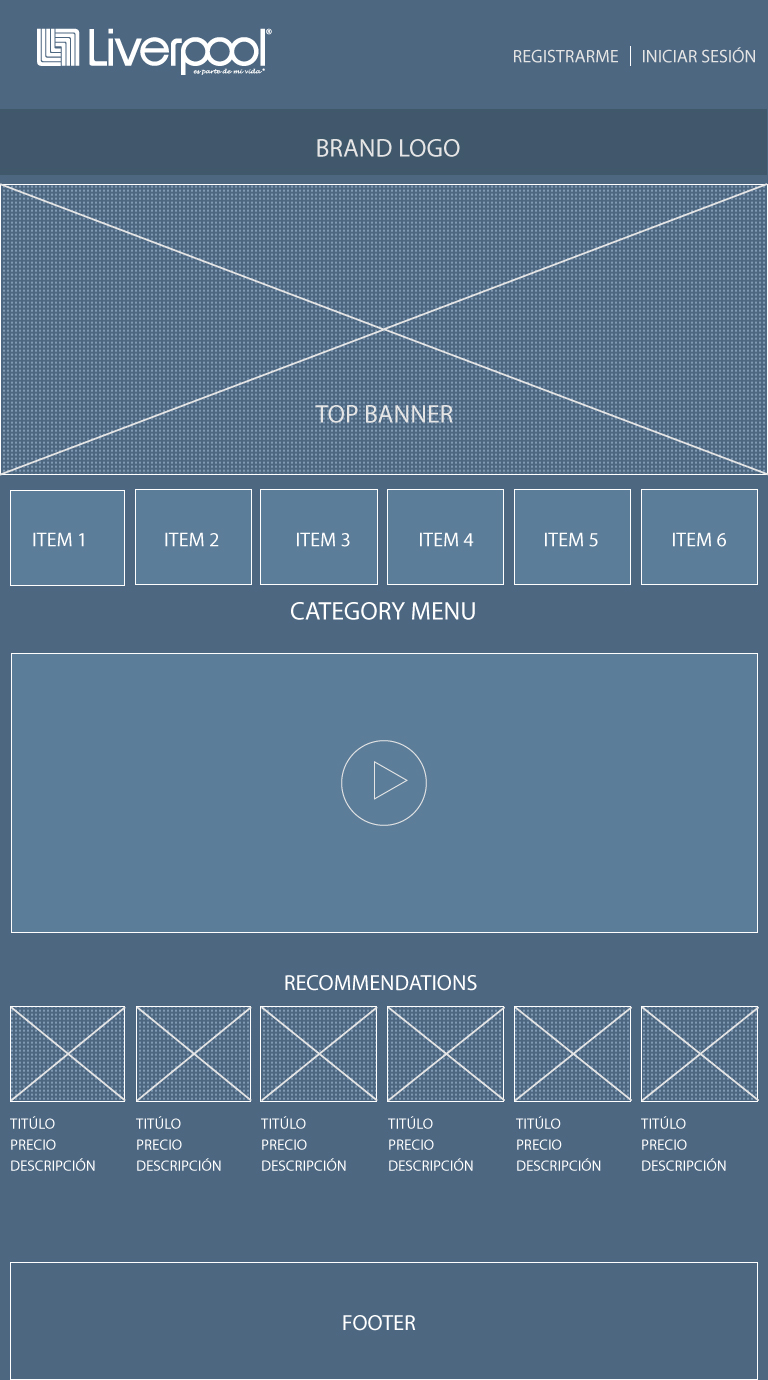 Liverpool®
es parte de mi vida®
REGISTRARME | INICIAR SESIÓN
BRAND LOGO
TOP BANNER
ITEM 1 ITEM 2 ITEM 3 ITEM 4 ITEM 5 ITEM 6
CATEGORY MENU
RECOMMENDATIONS
TITÚLO TITÚLO TITÚLO TITÚLO TITÚLO TITÚLO
PRECIO PRECIO PRECIO PRECIO PRECIO PRECIO
DESCRIPCIÓN DESCRIPCIÓN DESCRIPCIÓN DESCRIPCIÓN DESCRIPCIÓN DESCRIPCIÓN
FOOTER